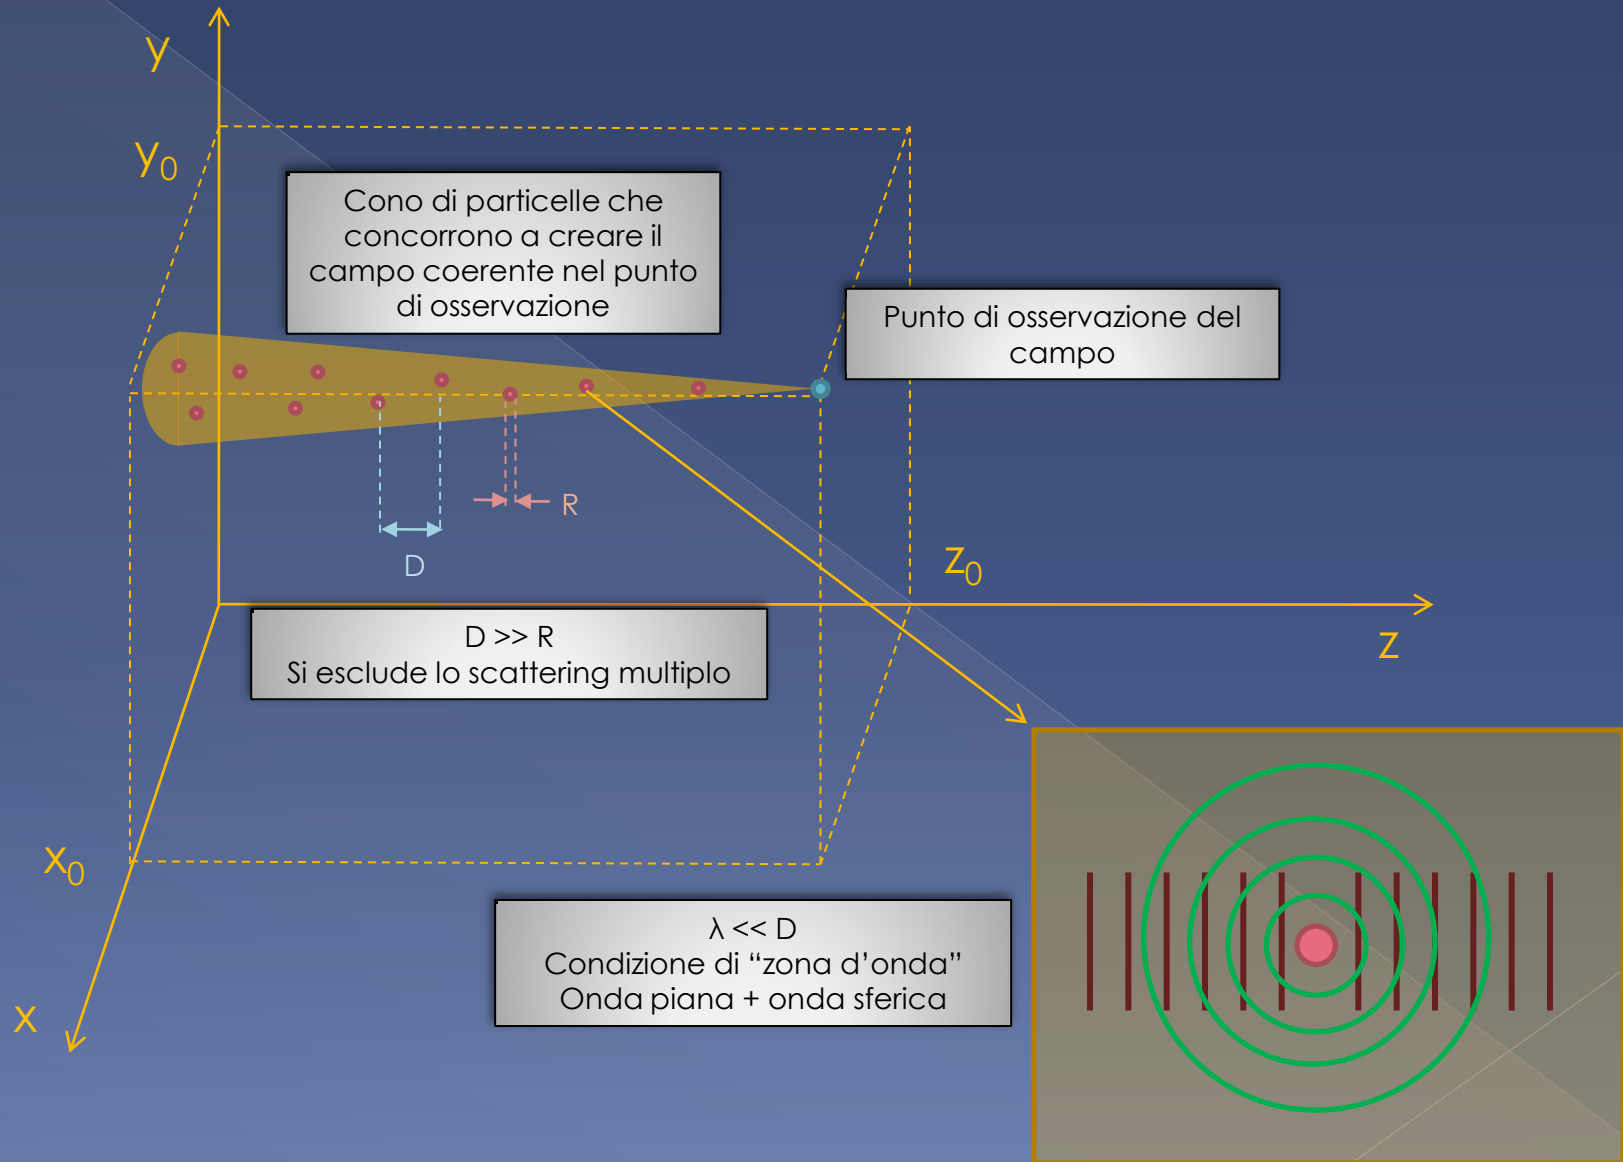 y
y₀
Cono di particelle che
concorrono a creare il
campo coerente nel punto
di osservazione
Punto di osservazione del
campo
R
D
z₀
z
D >> R
Si esclude lo scattering multiplo
x₀
λ << D
Condizione di “zona d’onda”
Onda piana + onda sferica
x